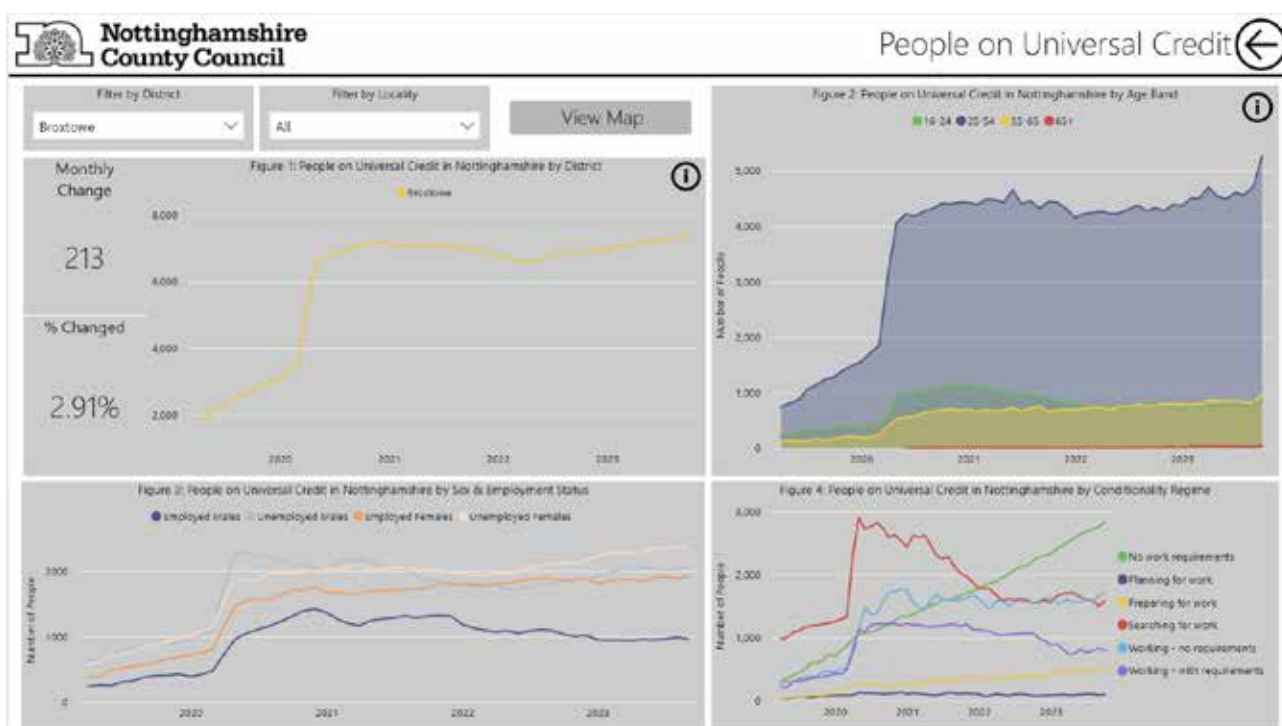 Nottinghamshire
County Council
People on Universal Credit
Filter by District
Broxtowe
Filter by Locality
All
View Map
Monthly
Change
213
% Changed
2.91%
Figure 1: People on Universal Credit in Nottinghamshire by District
Broxtowe
8,000
6,000
4,000
2,000
2020 2021 2022 2023
Figure 2: People on Universal Credit in Nottinghamshire by Age Band
16-24 25-54 55-65 65+
Number of People
5,000
4,000
3,000
2,000
1,000
0
2020 2021 2022 2023
Figure 3: People on Universal Credit in Nottinghamshire by Sex & Employment Status
Employed Males Unemployed Males Employed Females Unemployed Females
Number of People
2000
1000
0
2020 2021 2022 2023
Figure 4: People on Universal Credit in Nottinghamshire by Conditionality Regime
Number of People
3,000
2,000
1,000
0
2020 2021 2022 2023
No work requirements
Planning for work
Preparing for work
Searching for work
Working - no requirements
Working - with requirements